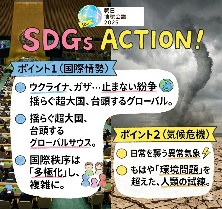 朝日
地球会議
2025
SDGs ACTION!
ポイント1(国際情勢)
ウクライナ、ガザ…止まない紛争
揺らぐ超大国、台頭するグローバル。
揺らぐ超大国、
台頭する
グローバルサウス。
国際秩序は
「多極化」し、
複雑に。
ポイント2(気候危機)
日常を襲う異常気象
もはや「環境問題」を
超えた、人類の試練。